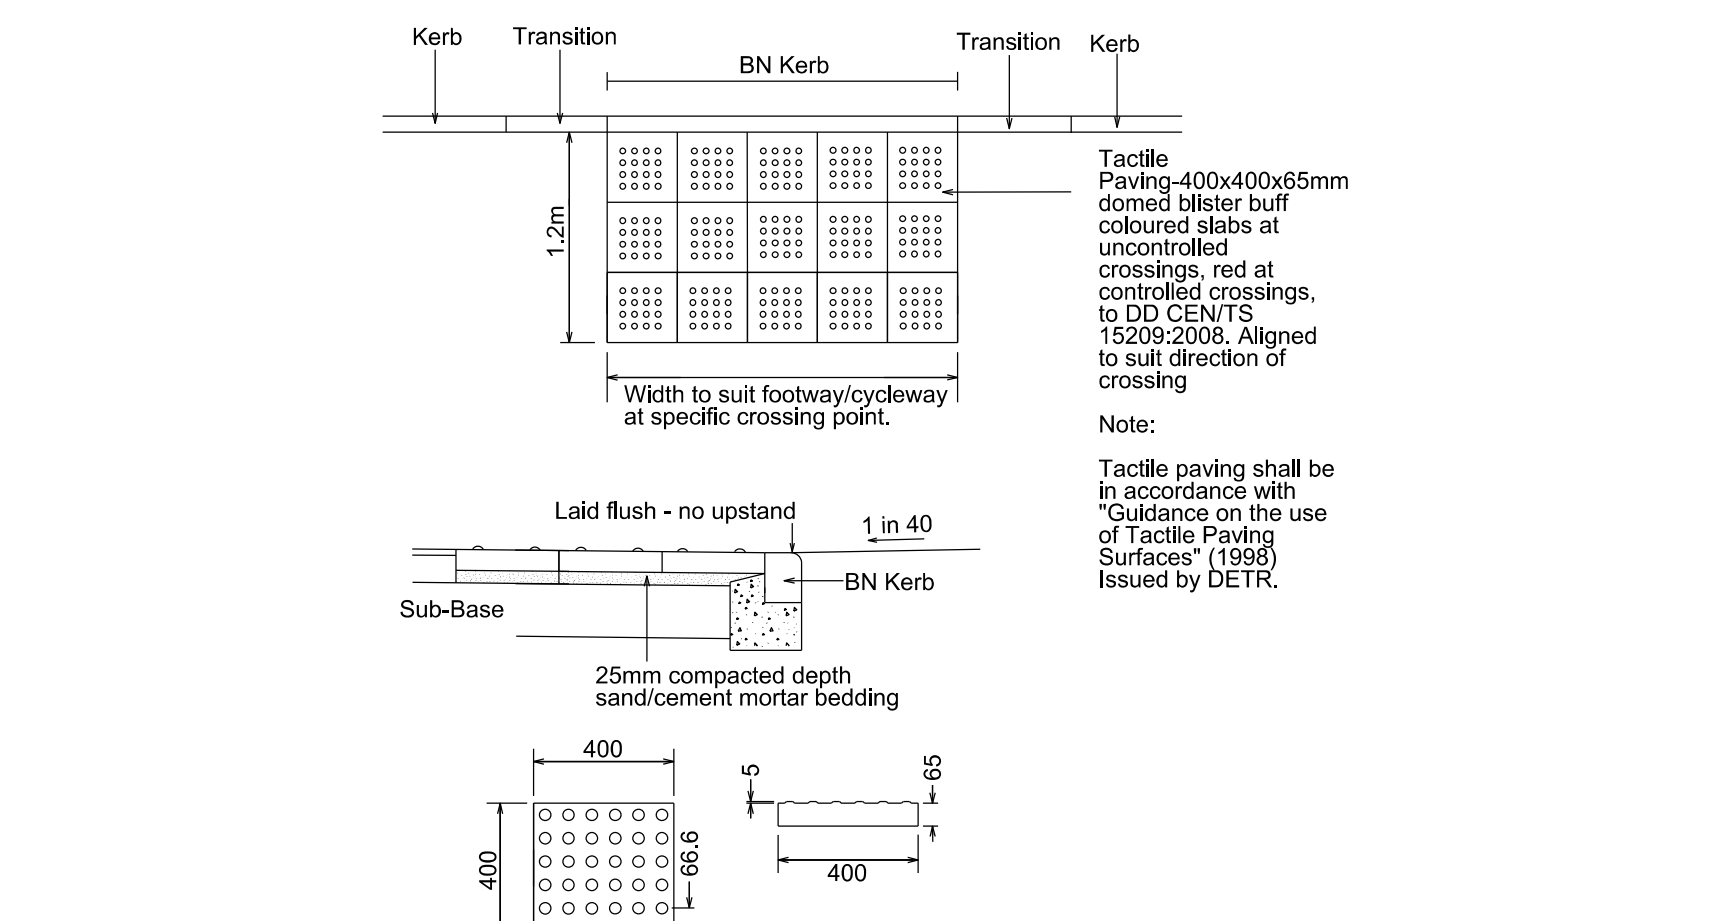 Kerb
Transition
BN Kerb
Transition
Kerb
1.2m
Tactile
Paving-400x400x65mm
domed blister buff
coloured slabs at
uncontrolled
crossings, red at
controlled crossings,
to DD CEN/TS
15209:2008. Aligned
to suit direction of
crossing
Width to suit footway/cycleway
at specific crossing point.
Note:
Tactile paving shall be
in accordance with
"Guidance on the use
of Tactile Paving
Surfaces" (1998)
Issued by DETR.
Laid flush - no upstand
1 in 40
BN Kerb
Sub-Base
25mm compacted depth
sand/cement mortar bedding
400
400
66.6
5
65
400